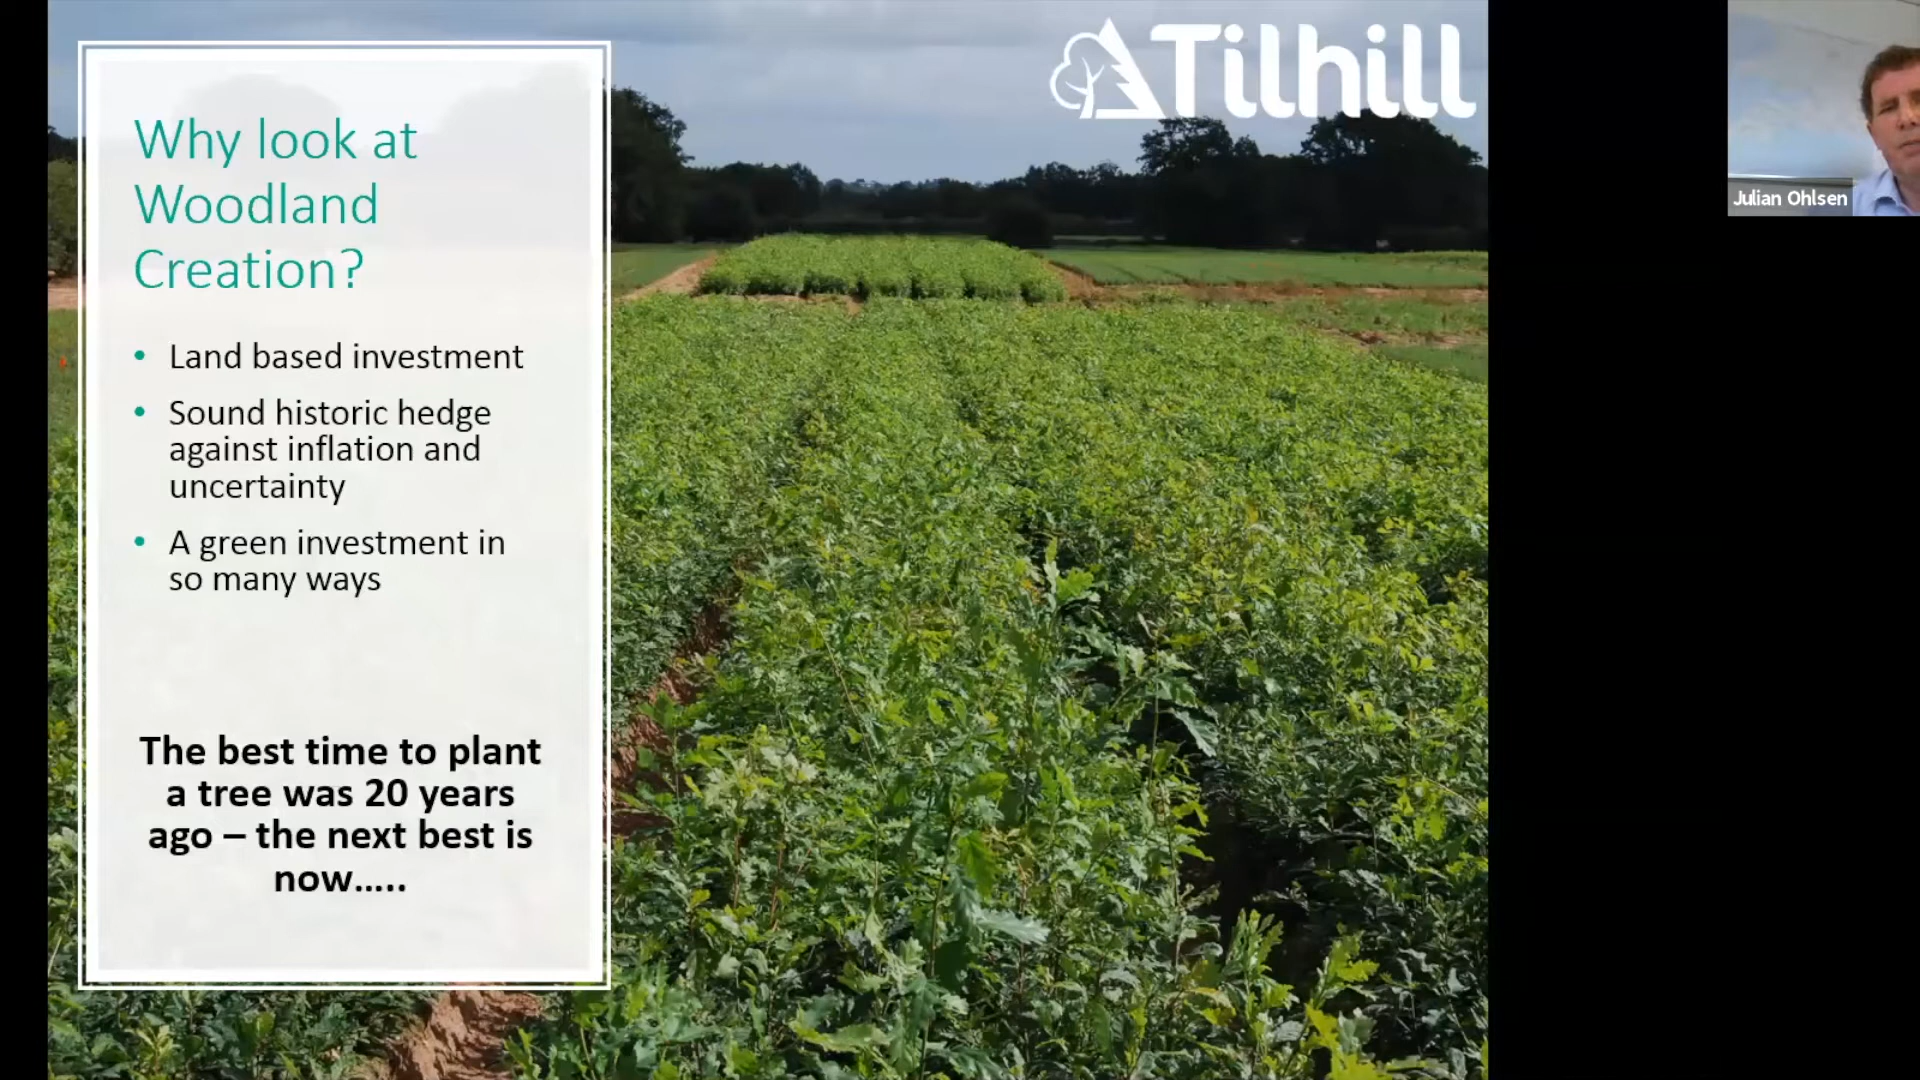 Tilhill
Julian Ohlsen
Why look at
Woodland
Creation?
• Land based investment
• Sound historic hedge
against inflation and
uncertainty
• A green investment in
so many ways
The best time to plant
a tree was 20 years
ago – the next best is
now.....